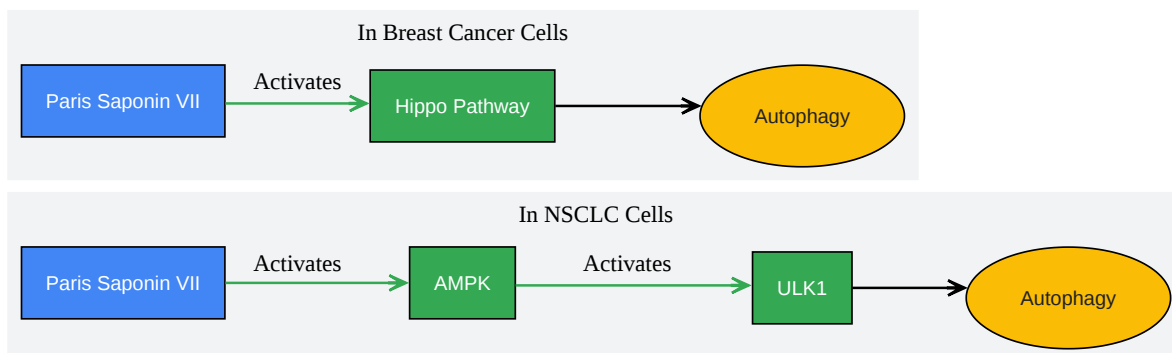 In Breast Cancer Cells
Paris Saponin VII
Activates
Hippo Pathway
Autophagy
In NSCLC Cells
Paris Saponin VII
Activates
AMPK
Activates
ULK1
Autophagy